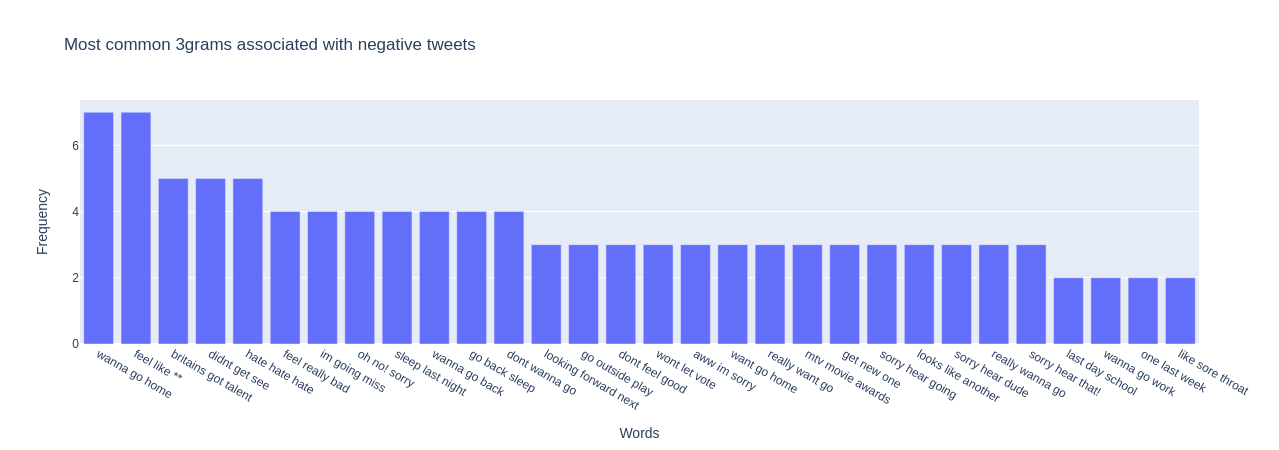 Most common 3grams associated with negative tweets
Frequency
6
4
2
0
wanna go home
feel like **
britains got talent
didnt get see
hate hate hate
feel really bad
im going miss
oh no! sorry
sleep last night
wanna go back
go back sleep
dont wanna go
looking forward next
go outside play
dont feel good
wont let vote
aww im sorry
want go home
really want go
mtv movie awards
get new one
sorry hear going
looks like another
sorry hear dude
really wanna go
sorry hear that!
last day school
wanna go work
one last week
like sore throat
Words